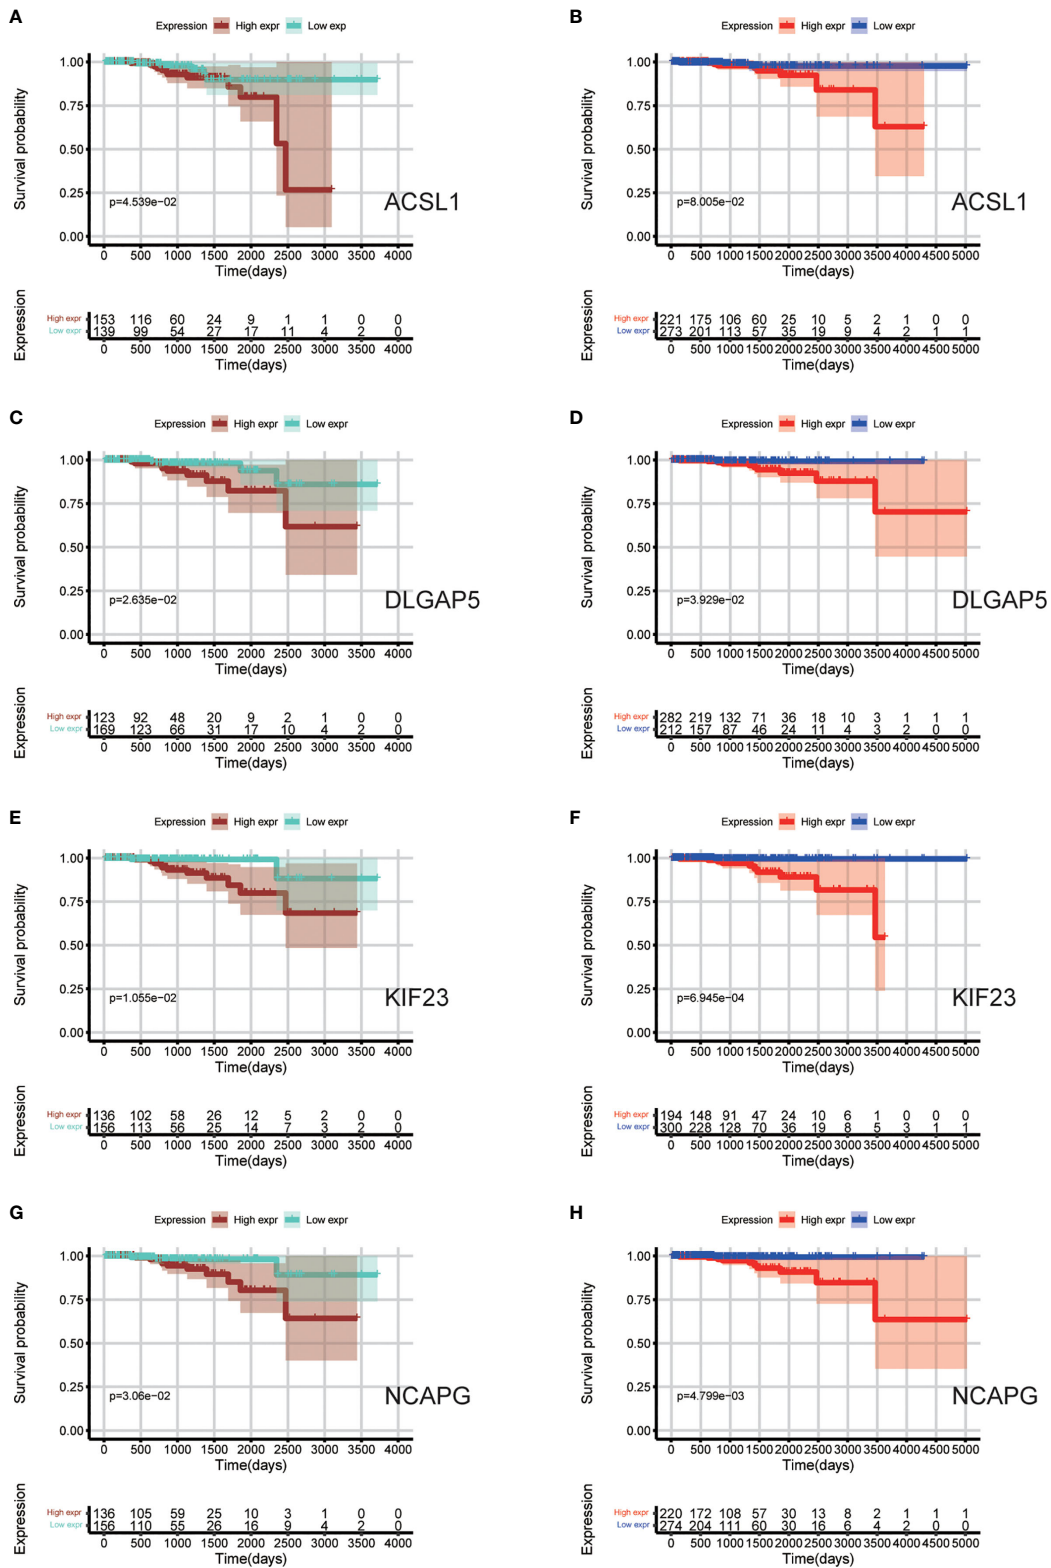 A
Expression High expr Low exp
1.00
0.75
0.50
0.25
0.00
Survival probability
p=4.539e−02
ACSL1
0 500 1000 1500 2000 2500 3000 3500 4000
Time(days)
Expression
High expr 153 116 60 24 9 1 1 0 0
Low expr 139 99 54 27 17 11 4 2 0
0 500 1000 1500 2000 2500 3000 3500 4000
Time(days)
B
Expression High expr Low expr
1.00
0.75
0.50
0.25
0.00
Survival probability
p=8.005e−02
ACSL1
0 500 1000 1500 2000 2500 3000 3500 4000 4500 5000
Time(days)
Expression
High expr 221 175 106 60 25 10 5 2 1 0 0
Low expr 273 201 113 57 35 19 9 4 2 1 1
0 500 1000 1500 2000 2500 3000 3500 4000 4500 5000
Time(days)
C
Expression High expr Low expr
1.00
0.75
0.50
0.25
0.00
Survival probability
p=2.635e−02
DLGAP5
0 500 1000 1500 2000 2500 3000 3500 4000
Time(days)
Expression
High expr 123 92 48 20 9 2 1 0 0
Low expr 169 123 66 31 17 10 4 2 0
0 500 1000 1500 2000 2500 3000 3500 4000
Time(days)
D
Expression High expr Low expr
1.00
0.75
0.50
0.25
0.00
Survival probability
p=3.929e−02
DLGAP5
0 500 1000 1500 2000 2500 3000 3500 4000 4500 5000
Time(days)
Expression
High expr 282 219 132 71 36 18 10 3 1 1 1
Low expr 212 157 87 46 24 11 4 3 2 0 0
0 500 1000 1500 2000 2500 3000 3500 4000 4500 5000
Time(days)
E
Expression High expr Low expr
1.00
0.75
0.50
0.25
0.00
Survival probability
p=1.055e−02
KIF23
0 500 1000 1500 2000 2500 3000 3500 4000
Time(days)
Expression
High expr 136 102 58 26 12 5 2 0 0
Low expr 156 113 56 25 14 7 3 2 0
0 500 1000 1500 2000 2500 3000 3500 4000
Time(days)
F
Expression High expr Low expr
1.00
0.75
0.50
0.25
0.00
Survival probability
p=6.945e−04
KIF23
0 500 1000 1500 2000 2500 3000 3500 4000 4500 5000
Time(days)
Expression
High expr 194 148 91 47 24 10 6 1 0 0 0
Low expr 300 228 128 70 36 19 8 5 3 1 1
0 500 1000 1500 2000 2500 3000 3500 4000 4500 5000
Time(days)
G
Expression High expr Low expr
1.00
0.75
0.50
0.25
0.00
Survival probability
p=3.06e−02
NCAPG
0 500 1000 1500 2000 2500 3000 3500 4000
Time(days)
Expression
High expr 136 105 59 25 10 3 1 0 0
Low expr 156 110 55 26 16 9 4 2 0
0 500 1000 1500 2000 2500 3000 3500 4000
Time(days)
H
Expression High expr Low expr
1.00
0.75
0.50
0.25
0.00
Survival probability
p=4.799e−03
NCAPG
0 500 1000 1500 2000 2500 3000 3500 4000 4500 5000
Time(days)
Expression
High expr 220 172 108 57 30 13 8 2 1 1 1
Low expr 274 204 111 60 30 16 6 4 2 0 0
0 500 1000 1500 2000 2500 3000 3500 4000 4500 5000
Time(days)